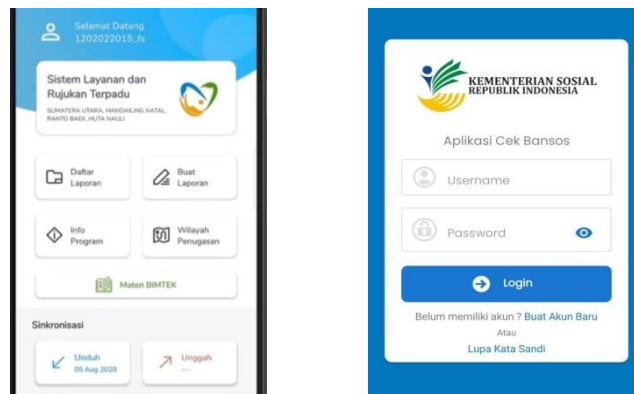 Selamat Datang
1202022015_fs
Sistem Layanan dan
Rujukan Terpadu
SUMATERA UTARA, MANDAILING NATAL,
RANTO BAEK, HUTA NAULI
Daftar
Laporan
Buat
Laporan
Info
Program
Wilayah
Penugasan
Materi BIMTEK
Sinkronisasi
Unduh
05 Aug 2020
Unggah
...
KEMENTERIAN SOSIAL
REPUBLIK INDONESIA
Aplikasi Cek Bansos
Username
Password
Login
Belum memiliki akun ? Buat Akun Baru
Atau
Lupa Kata Sandi